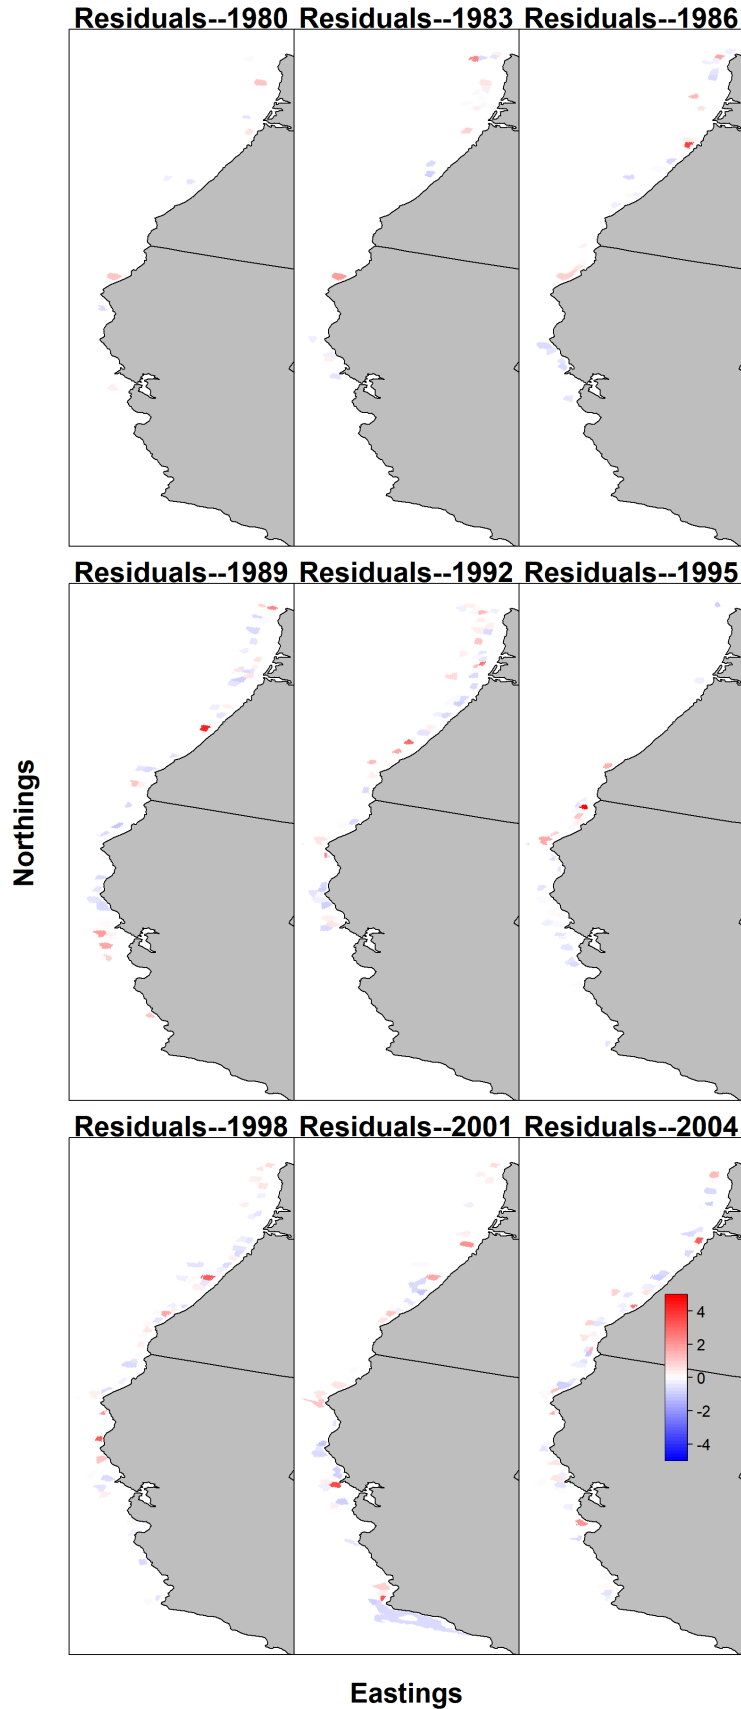 Residuals--1980 Residuals--1983 Residuals--1986
Residuals--1989 Residuals--1992 Residuals--1995
Northings
Residuals--1998 Residuals--2001 Residuals--2004
4
2
0
-2
-4
Eastings